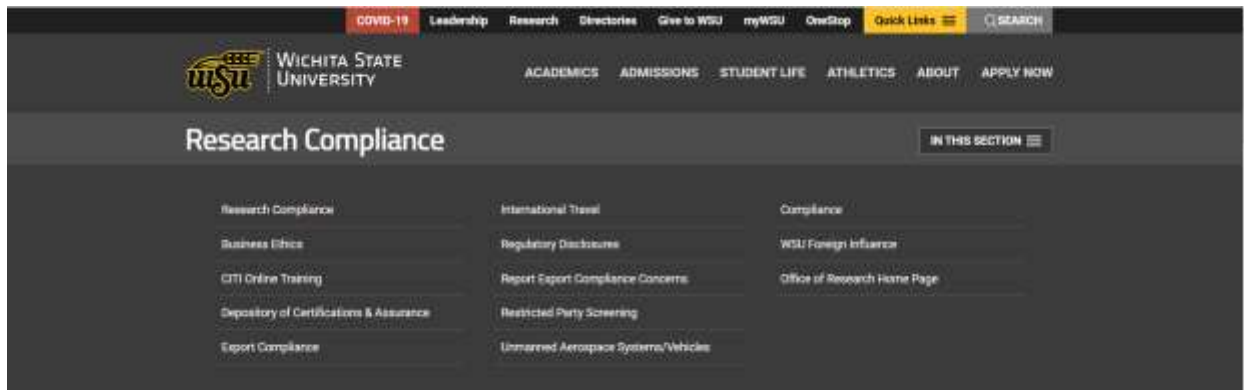 COVID-19 Leadership Research Directories Give to WSU myWSU OneStop Quick Links SEARCH
wsu WICHITA STATE
UNIVERSITY
ACADEMICS ADMISSIONS STUDENT LIFE ATHLETICS ABOUT APPLY NOW
Research Compliance IN THIS SECTION
Research Compliance
Business Ethics
CITI Online Training
Depository of Certifications & Assurance
Export Compliance
International Travel
Regulatory Disclosures
Report Export Compliance Concerns
Restricted Party Screening
Unmanned Aerospace Systems/Vehicles
Compliance
WSU Foreign Influence
Office of Research Home Page